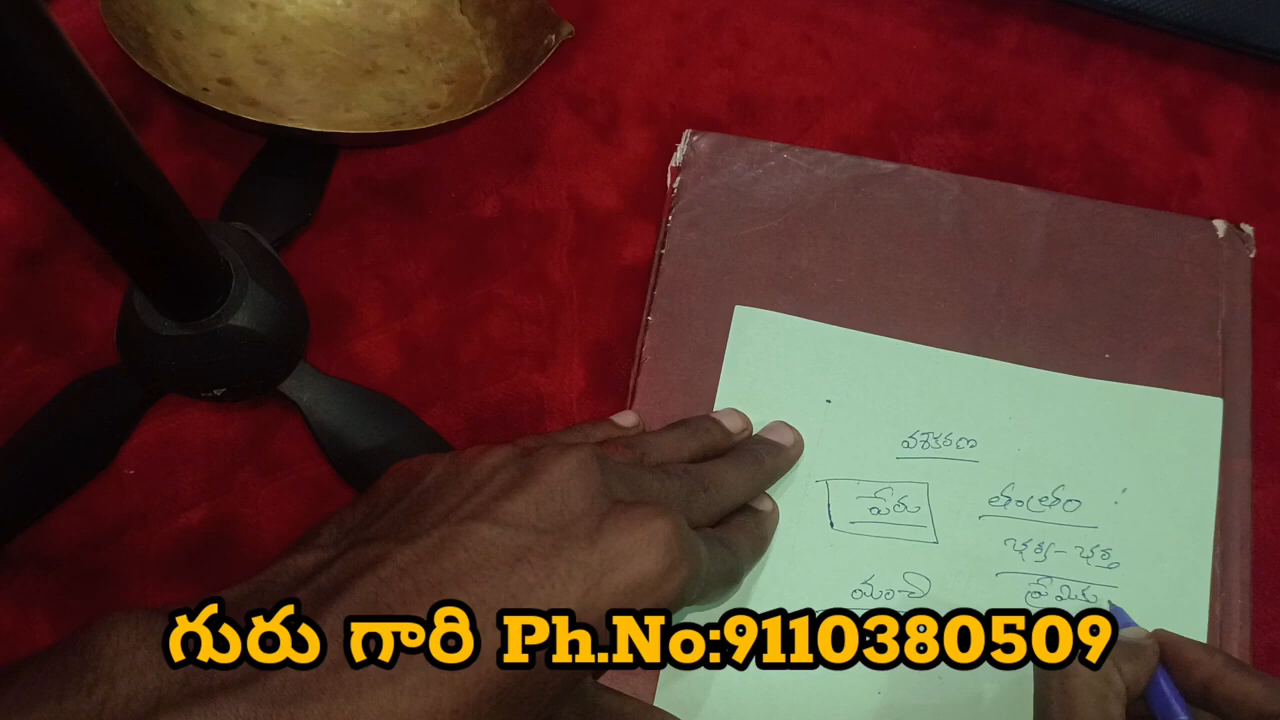 వశీకరణ
పేరు తంత్రం :
భార్య - భర్త
యాచి ప్రేమికు
గురు గారి Ph.No:9110380509